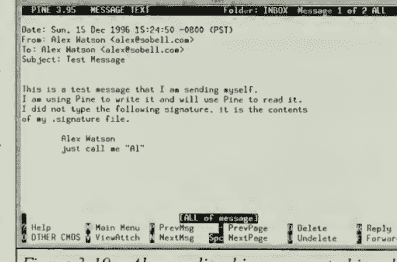 PINE 3.95 MESSAGE TEXT Folder: INBOX Message 1 of 2 ALL
Date: Sun, 15 Dec 1996 15:24:50 -0800 (PST)
From: Alex Watson <alex@sobell.com>
To: Alex Watson <alex@sobell.com>
Subject: Test Message
This is a test message that I am sending myself.
I am using Pine to write it and will use Pine to read it.
I did not type the following signature. it is the contents
of my .signature file.
Alex Watson
just call me "Al"
[ALL of message]
? Help M Main Menu P PrevMsg - PrevPage D Delete R Reply
O OTHER CMDS V ViewAttch N NextMsg Spc NextPage U Undelete F Forwar